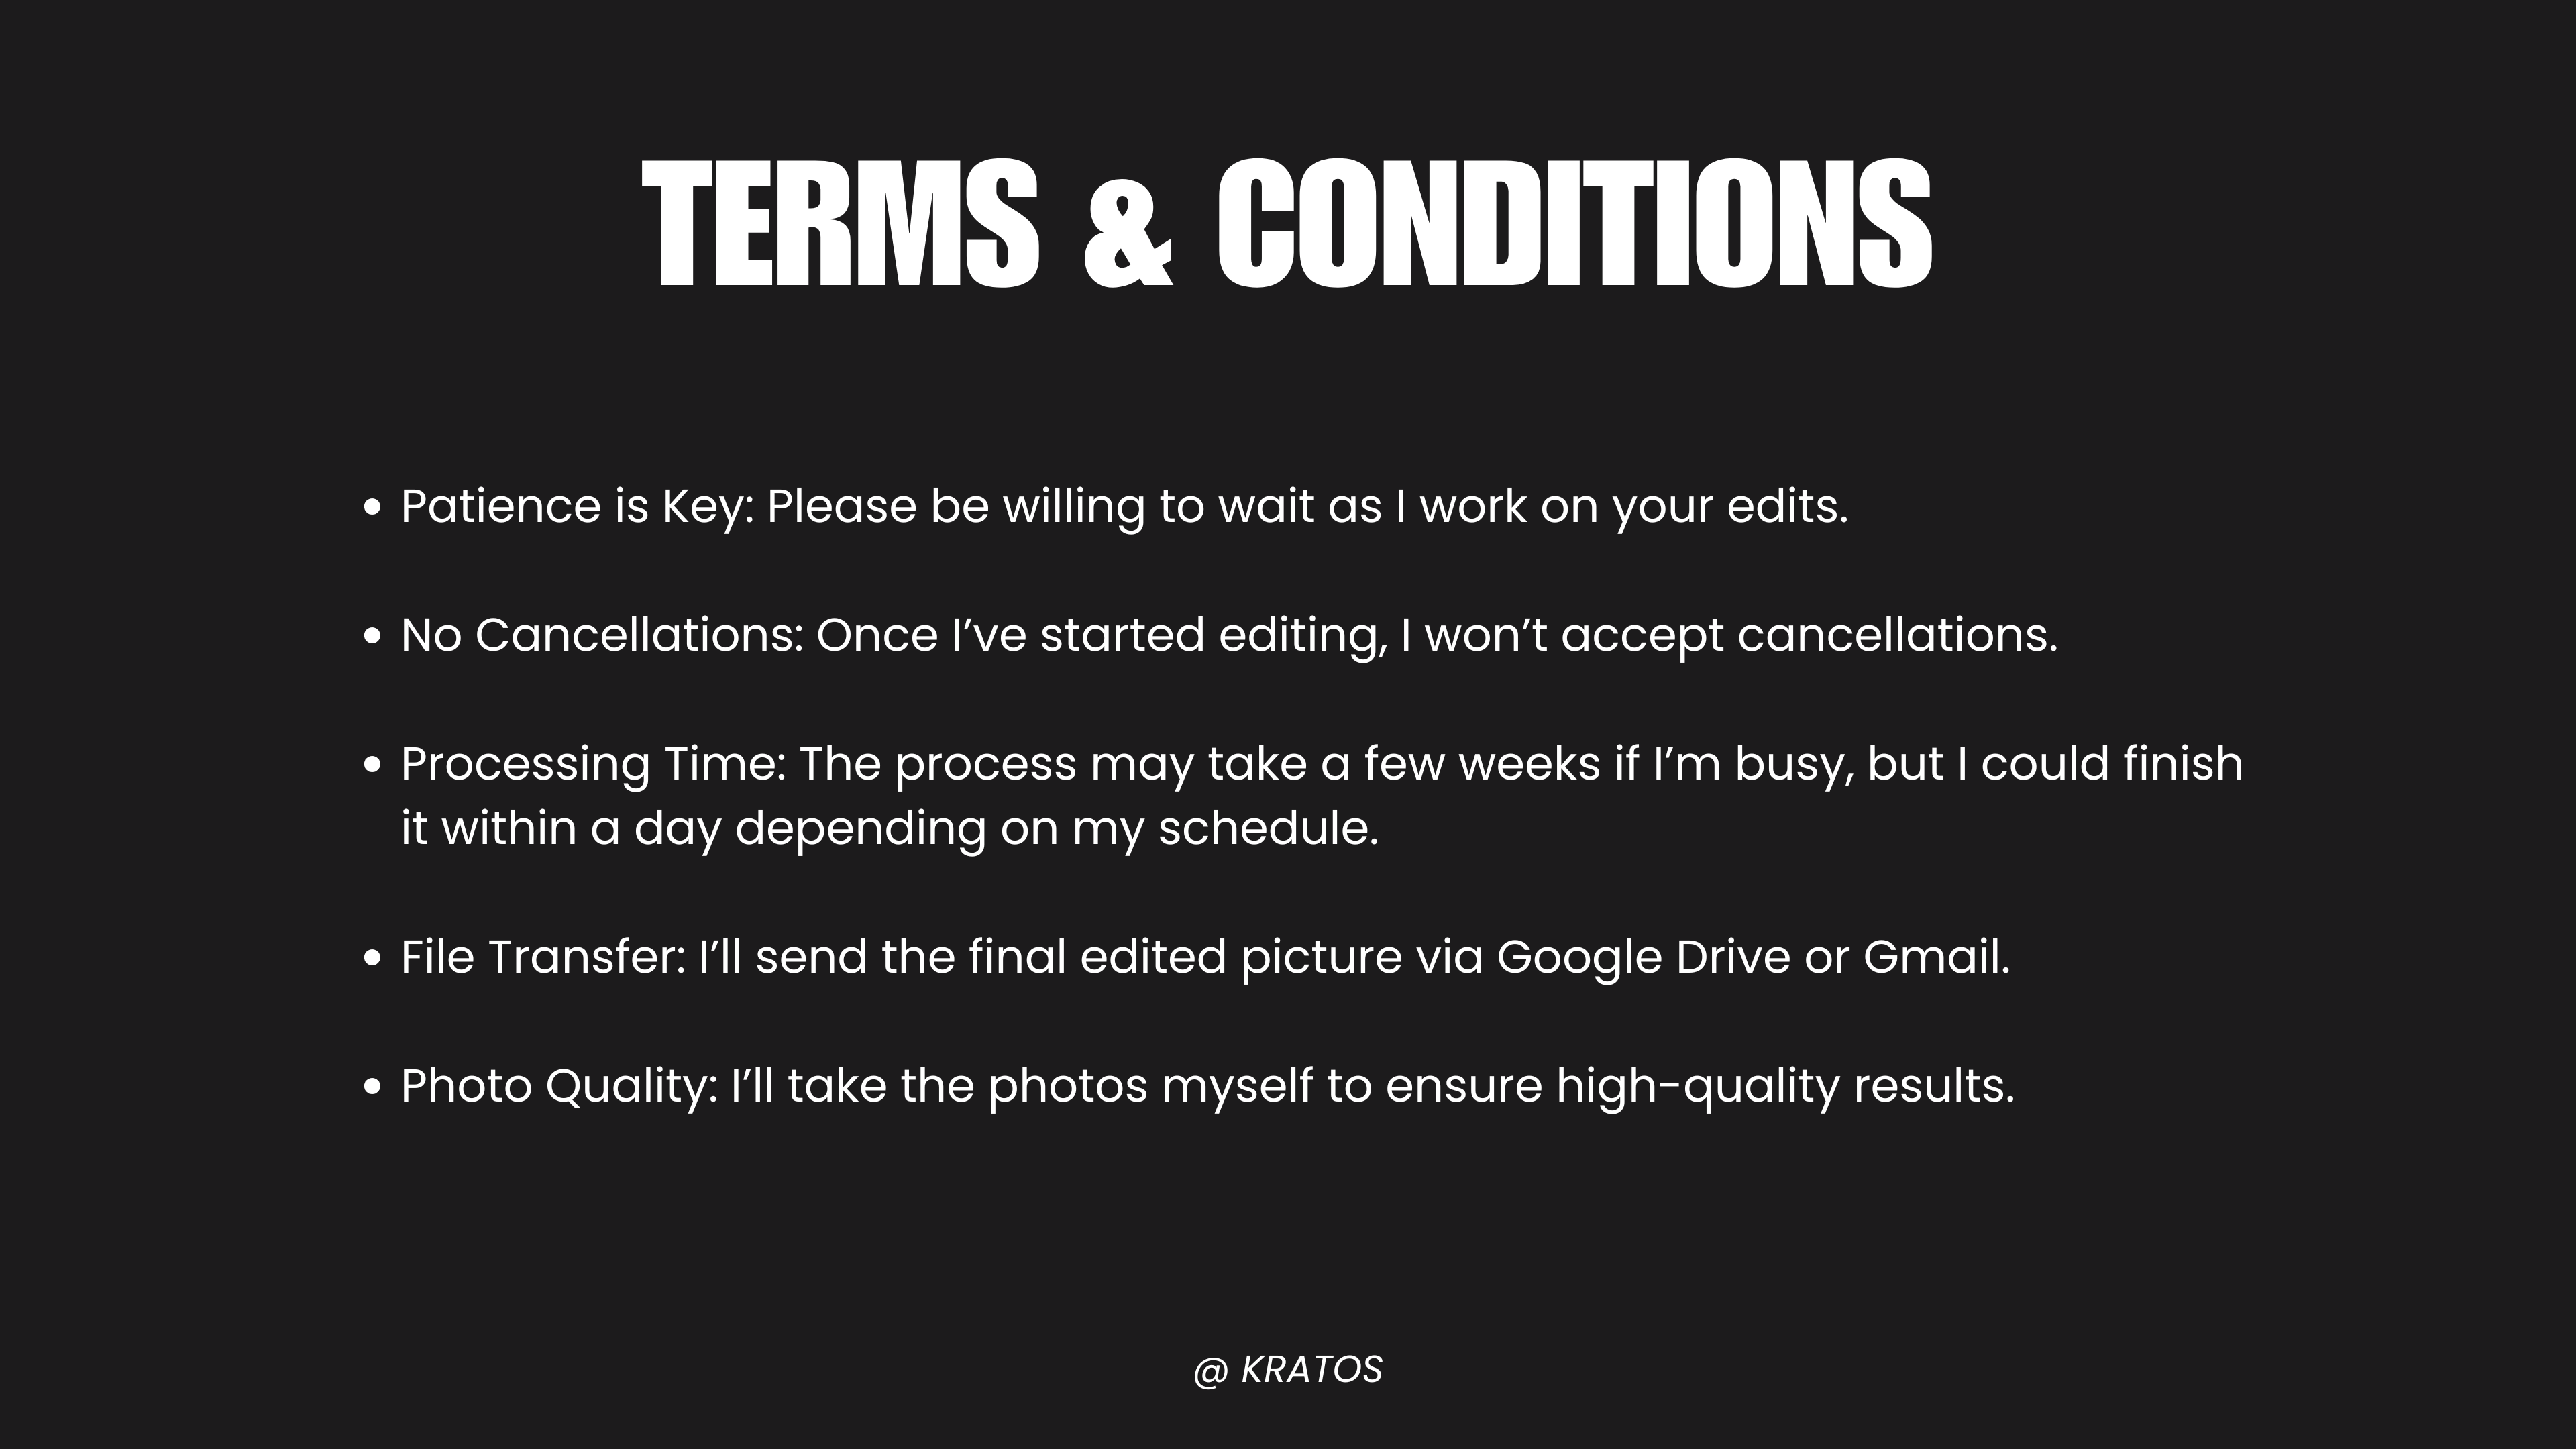 TERMS & CONDITIONS
• Patience is Key: Please be willing to wait as I work on your edits.
• No Cancellations: Once I’ve started editing, I won’t accept cancellations.
• Processing Time: The process may take a few weeks if I’m busy, but I could finish
it within a day depending on my schedule.
• File Transfer: I’ll send the final edited picture via Google Drive or Gmail.
• Photo Quality: I’ll take the photos myself to ensure high-quality results.
@ KRATOS